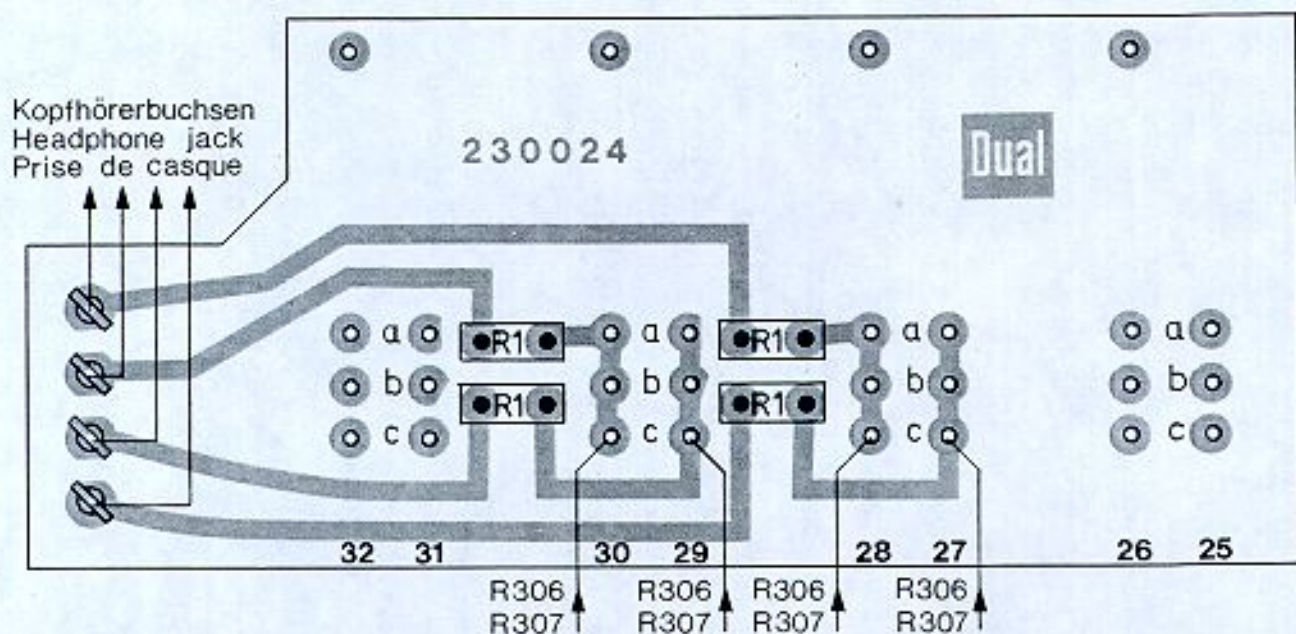 Kopfhörerbuchsen
Headphone jack
Prise de casque
230024
Dual
a R1 a R1 a a
b b b b
c R1 c R1 c c
32 31 30 29 28 27 26 25
R306 R306 R306 R306
R307 R307 R307 R307